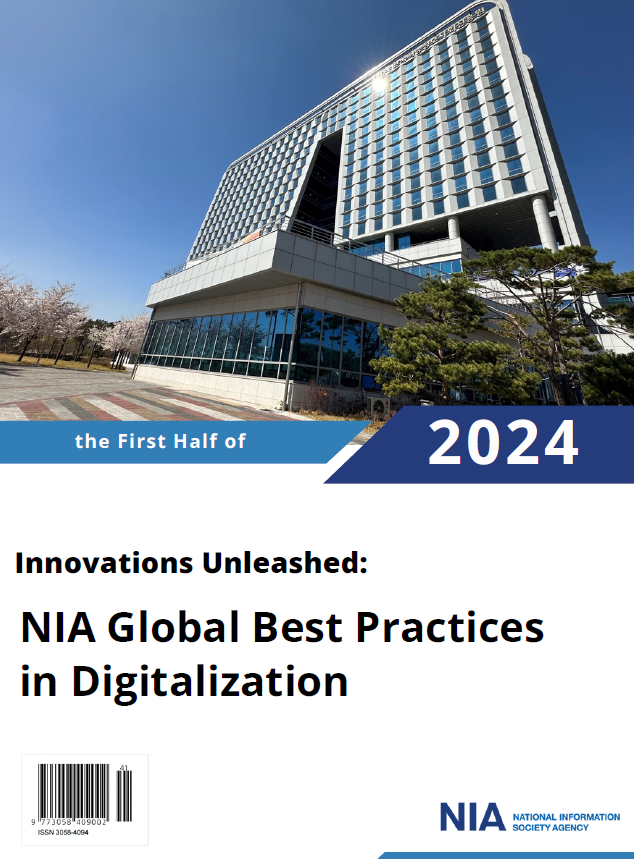 the First Half of
2024
Innovations Unleashed:
NIA Global Best Practices
in Digitalization
41
9 773058 409002
ISSN 3058-4094
NIA NATIONAL INFORMATION
SOCIETY AGENCY